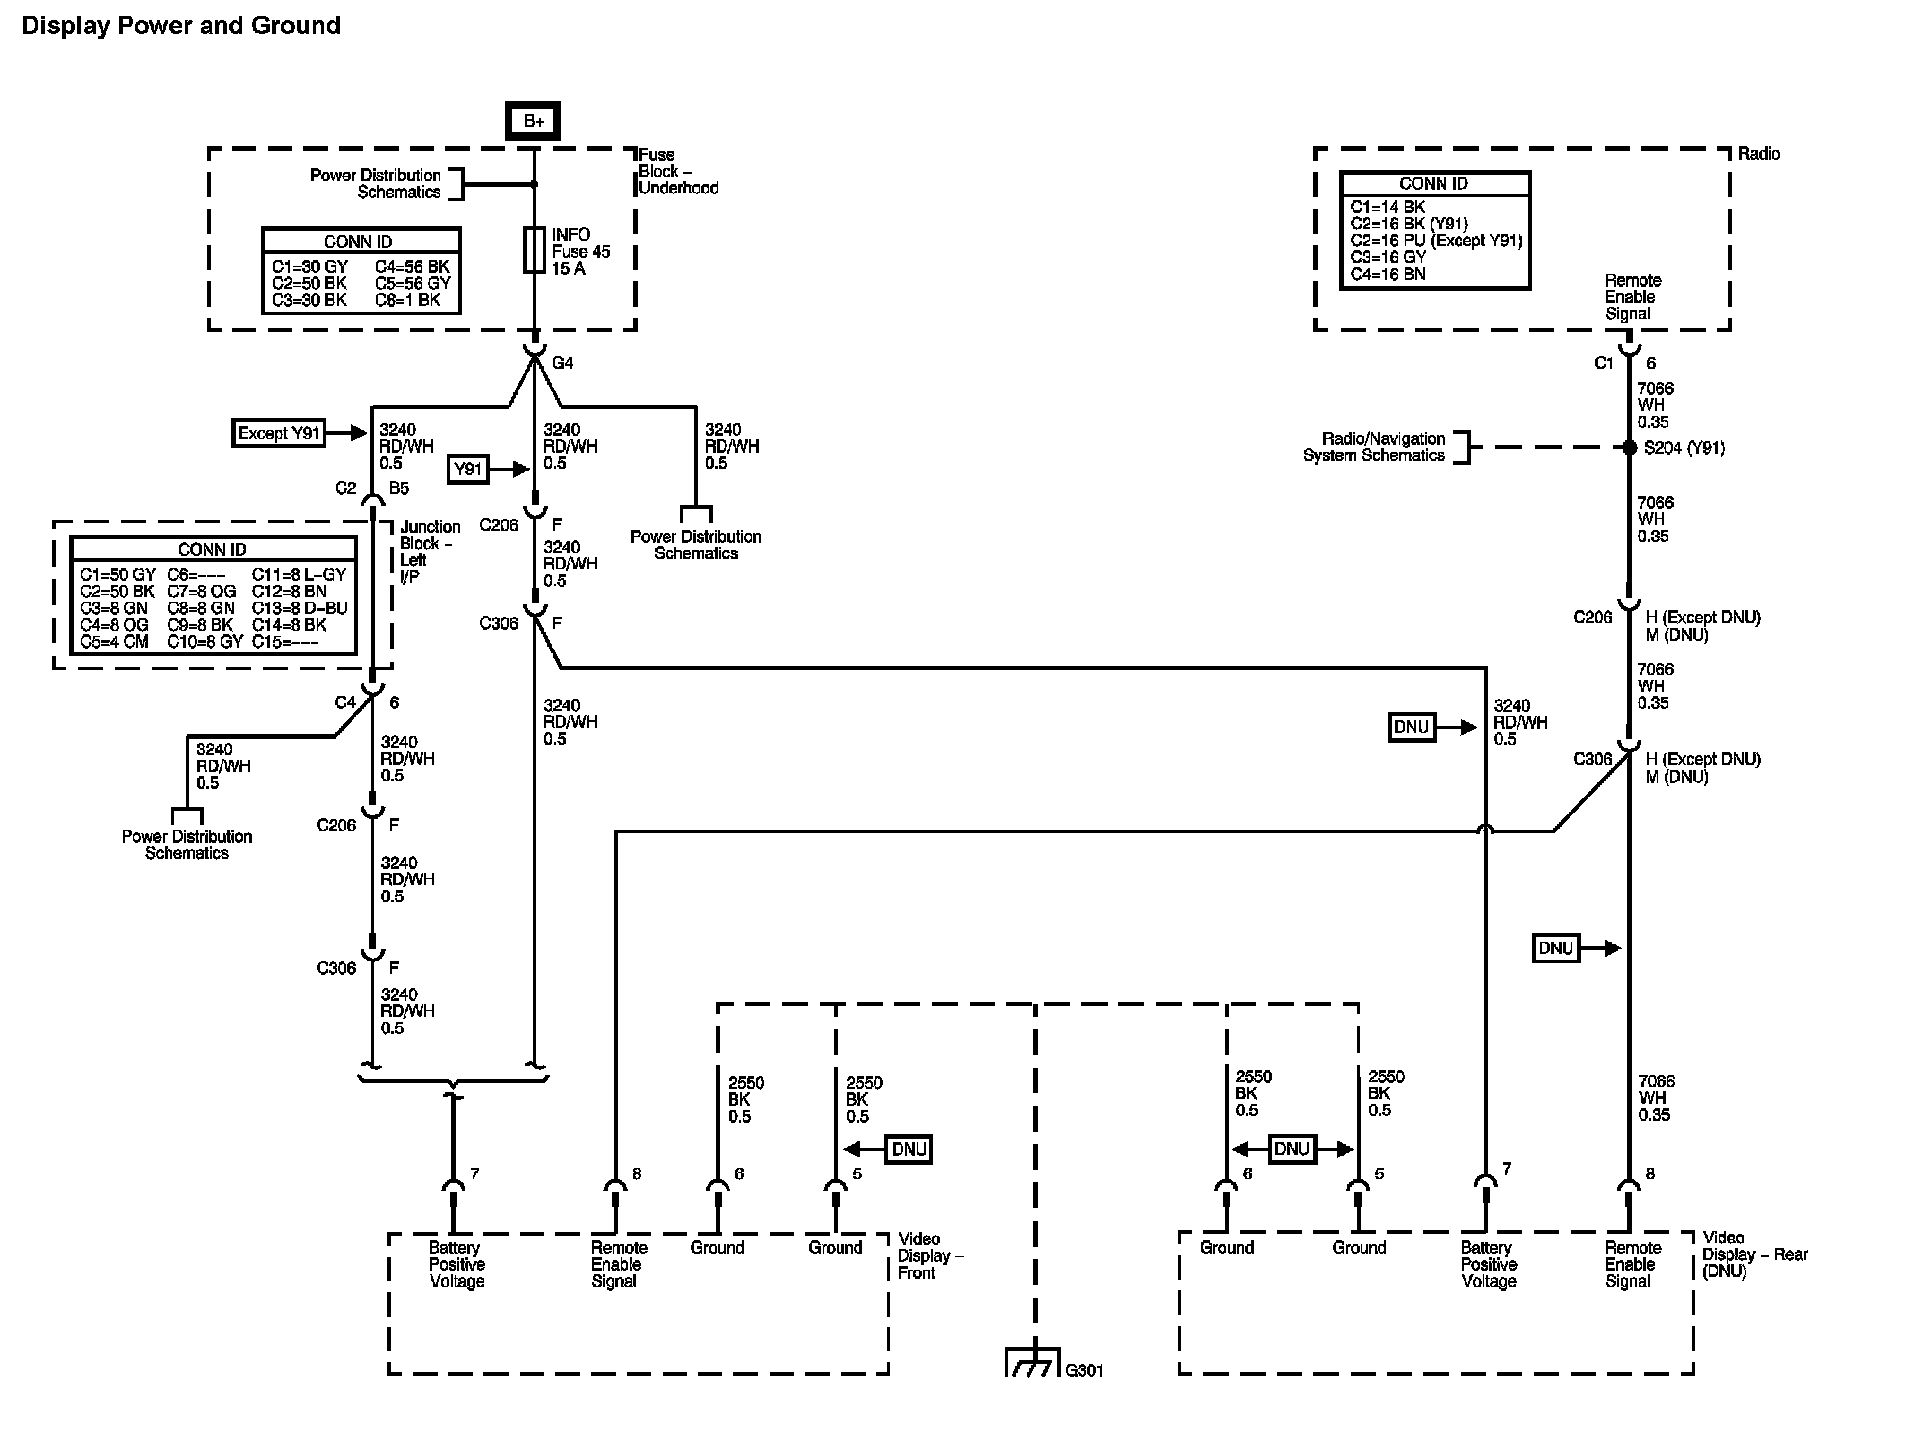 Display Power and Ground
B+
Fuse
Block –
Underhood
Power Distribution
Schematics
CONN ID
C1=30 GY C4=56 BK
C2=50 BK C5=56 GY
C3=30 BK C8=1 BK
INFO
Fuse 45
15 A
G4
Radio
CONN ID
C1=14 BK
C2=16 BK (Y91)
C2=16 PU (Except Y91)
C3=16 GY
C4=16 BN
Remote
Enable
Signal
C1 6
7066
WH
0.35
Radio/Navigation
System Schematics
S204 (Y91)
7066
WH
0.35
C206 H (Except DNU)
M (DNU)
7066
WH
0.35
C306 H (Except DNU)
M (DNU)
Except Y91
3240
RD/WH
0.5
Y91
3240
RD/WH
0.5
3240
RD/WH
0.5
Power Distribution
Schematics
C2 B5
Junction
Block –
Left
I/P
CONN ID
C1=50 GY C6=––– C11=8 L–GY
C2=50 BK C7=8 OG C12=8 BN
C3=8 GN C8=8 GN C13=8 D–BU
C4=8 OG C9=8 BK C14=8 BK
C5=4 CM C10=8 GY C15=–––
C206 F
3240
RD/WH
0.5
C306 F
3240
RD/WH
0.5
C4 6
3240
RD/WH
0.5
Power Distribution
Schematics
3240
RD/WH
0.5
C206 F
3240
RD/WH
0.5
C306 F
3240
RD/WH
0.5
DNU
3240
RD/WH
0.5
DNU
7066
WH
0.35
2550
BK
0.5
2550
BK
0.5
DNU
2550
BK
0.5
2550
BK
0.5
DNU
7 8 6 5
6 5 7 8
Battery
Positive
Voltage
Remote
Enable
Signal
Ground
Ground
Video
Display –
Front
G301
Ground
Ground
Battery
Positive
Voltage
Remote
Enable
Signal
Video
Display – Rear
(DNU)